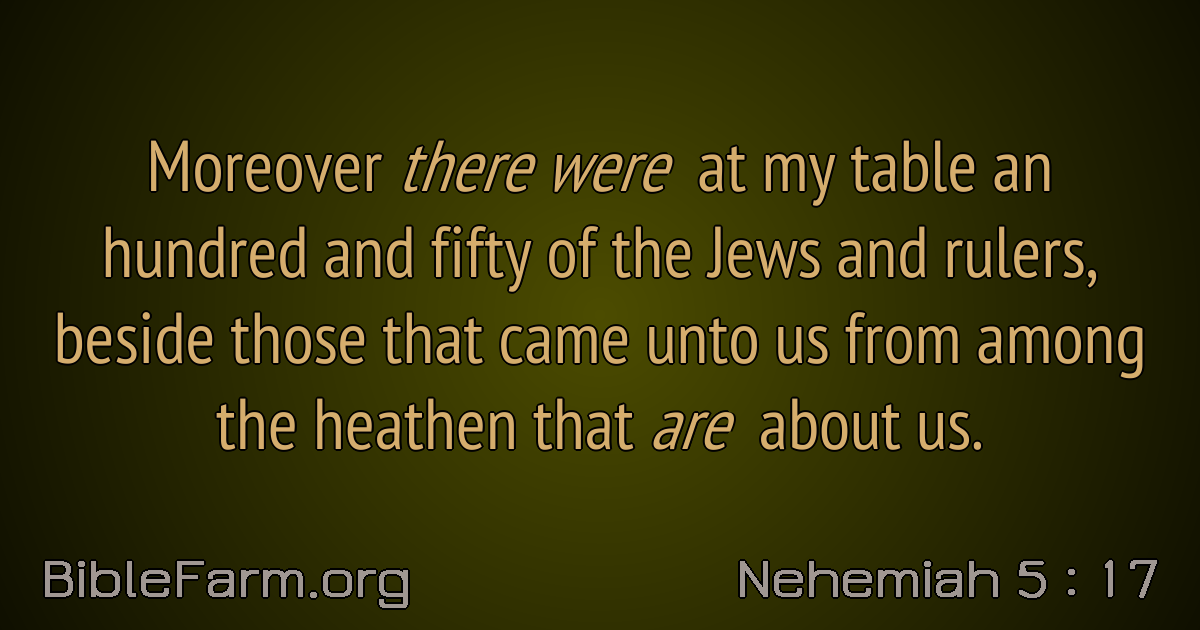 Moreover there were at my table an
hundred and fifty of the Jews and rulers,
beside those that came unto us from among
the heathen that are about us.
BibleFarm.org
Nehemiah 5 : 17